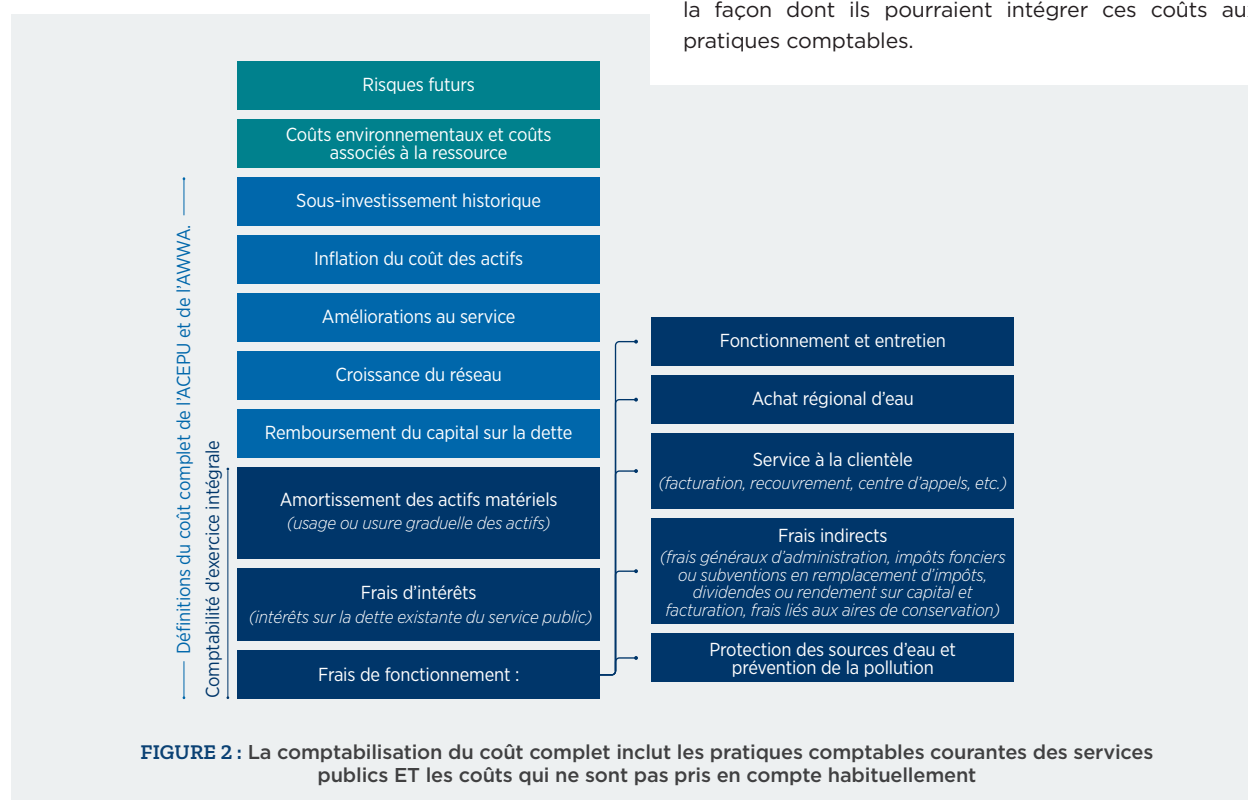 la façon dont ils pourraient intégrer ces coûts aux
pratiques comptables.
Risques futurs
Coûts environnementaux et coûts
associés à la ressource
Sous-investissement historique
Inflation du coût des actifs
Améliorations au service
Croissance du réseau
Remboursement du capital sur la dette
Amortissement des actifs matériels
(usage ou usure graduelle des actifs)
Frais d'intérêts
(intérêts sur la dette existante du service public)
Frais de fonctionnement :
Définitions du coût complet de l'ACEPU et de l'AWWA.
Comptabilité d'exercice intégrale
Fonctionnement et entretien
Achat régional d'eau
Service à la clientèle
(facturation, recouvrement, centre d'appels, etc.)
Frais indirects
(frais généraux d'administration, impôts fonciers
ou subventions en remplacement d'impôts,
dividendes ou rendement sur capital et
facturation, frais liés aux aires de conservation)
Protection des sources d'eau et
prévention de la pollution
FIGURE 2 : La comptabilisation du coût complet inclut les pratiques comptables courantes des services
publics ET les coûts qui ne sont pas pris en compte habituellement